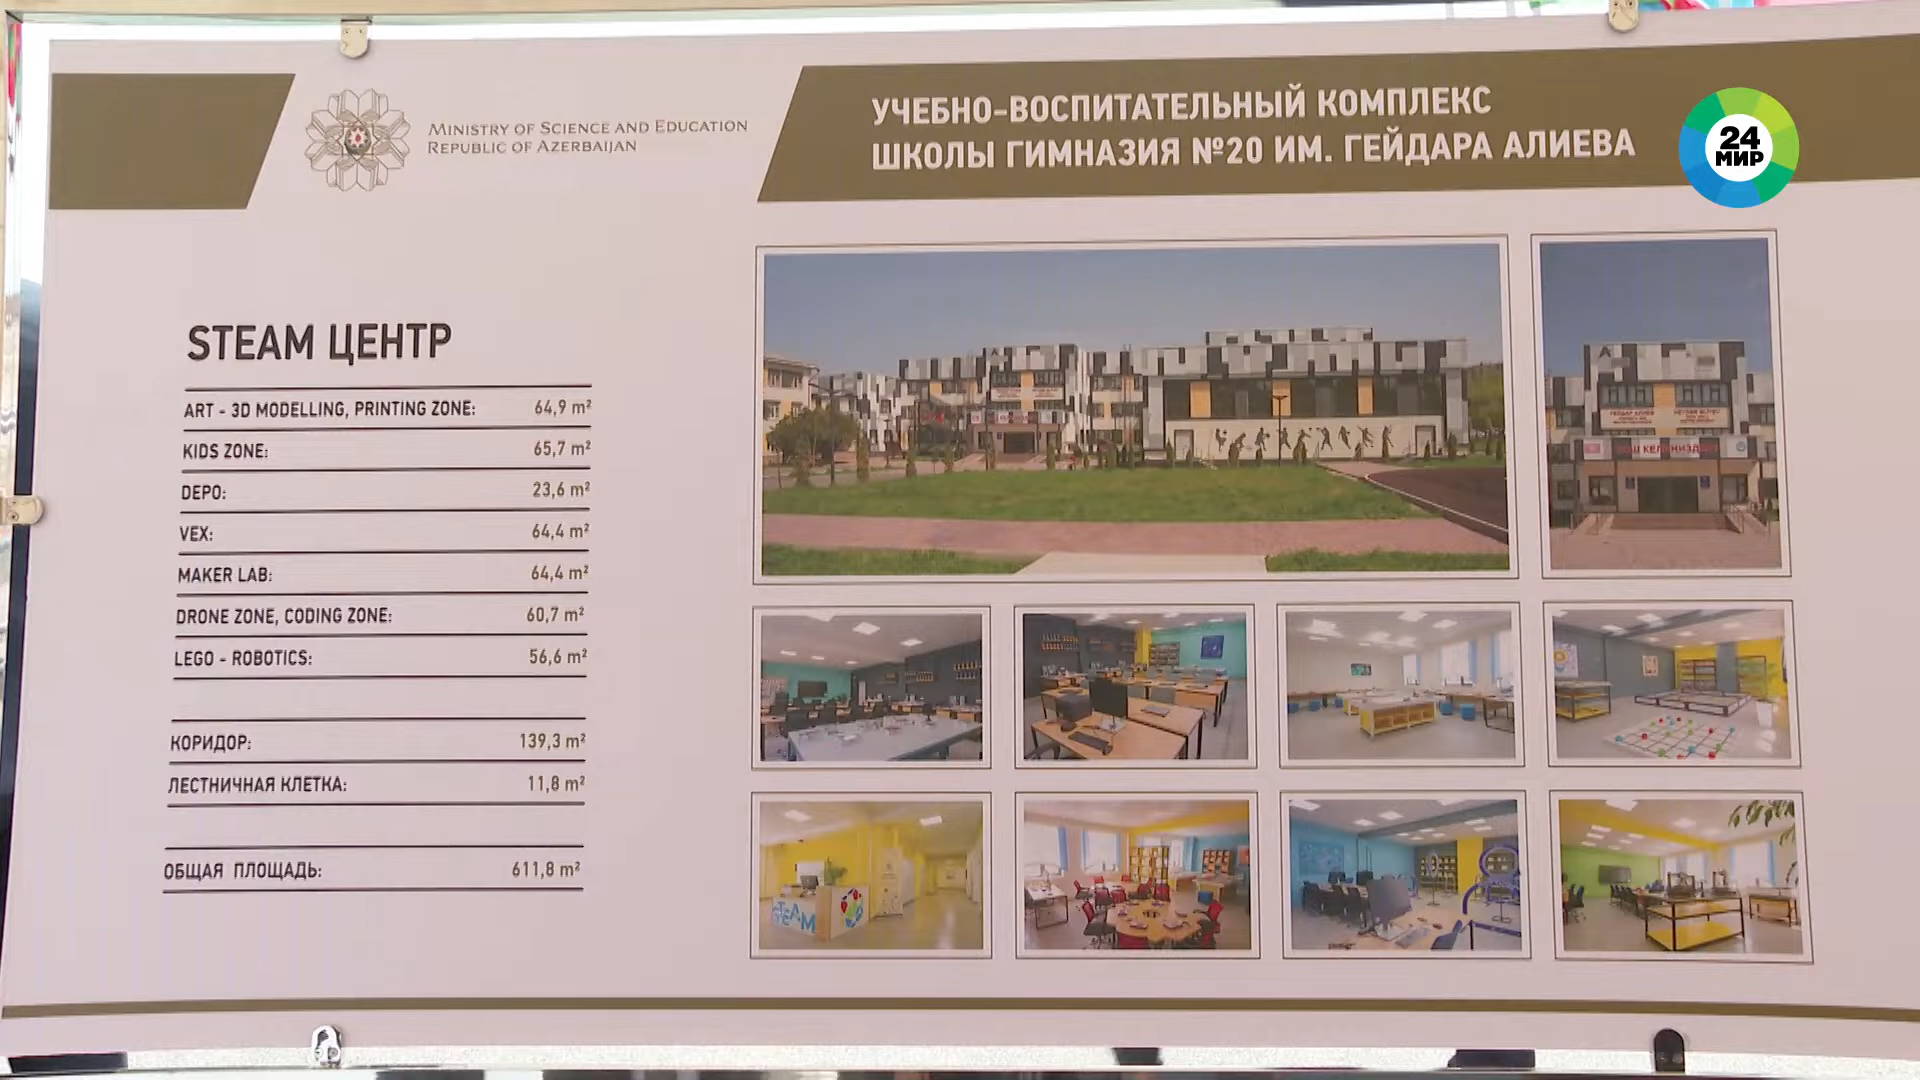 MINISTRY OF SCIENCE AND EDUCATION
REPUBLIC OF AZERBAIJAN
УЧЕБНО-ВОСПИТАТЕЛЬНЫЙ КОМПЛЕКС
ШКОЛЫ ГИМНАЗИЯ №20 ИМ. ГЕЙДАРА АЛИЕВА
24
МИР
STEAM ЦЕНТР
ART - 3D MODELLING, PRINTING ZONE: 64,9 m²
KIDS ZONE: 65,7 m²
DEPO: 23,6 m²
VEX: 64,4 m²
MAKER LAB: 64,4 m²
DRONE ZONE, CODING ZONE: 60,7 m²
LEGO - ROBOTICS: 56,6 m²
КОРИДОР: 139,3 m²
ЛЕСТНИЧНАЯ КЛЕТКА: 11,8 m²
ОБЩАЯ ПЛОЩАДЬ: 611,8 m²
STEAM